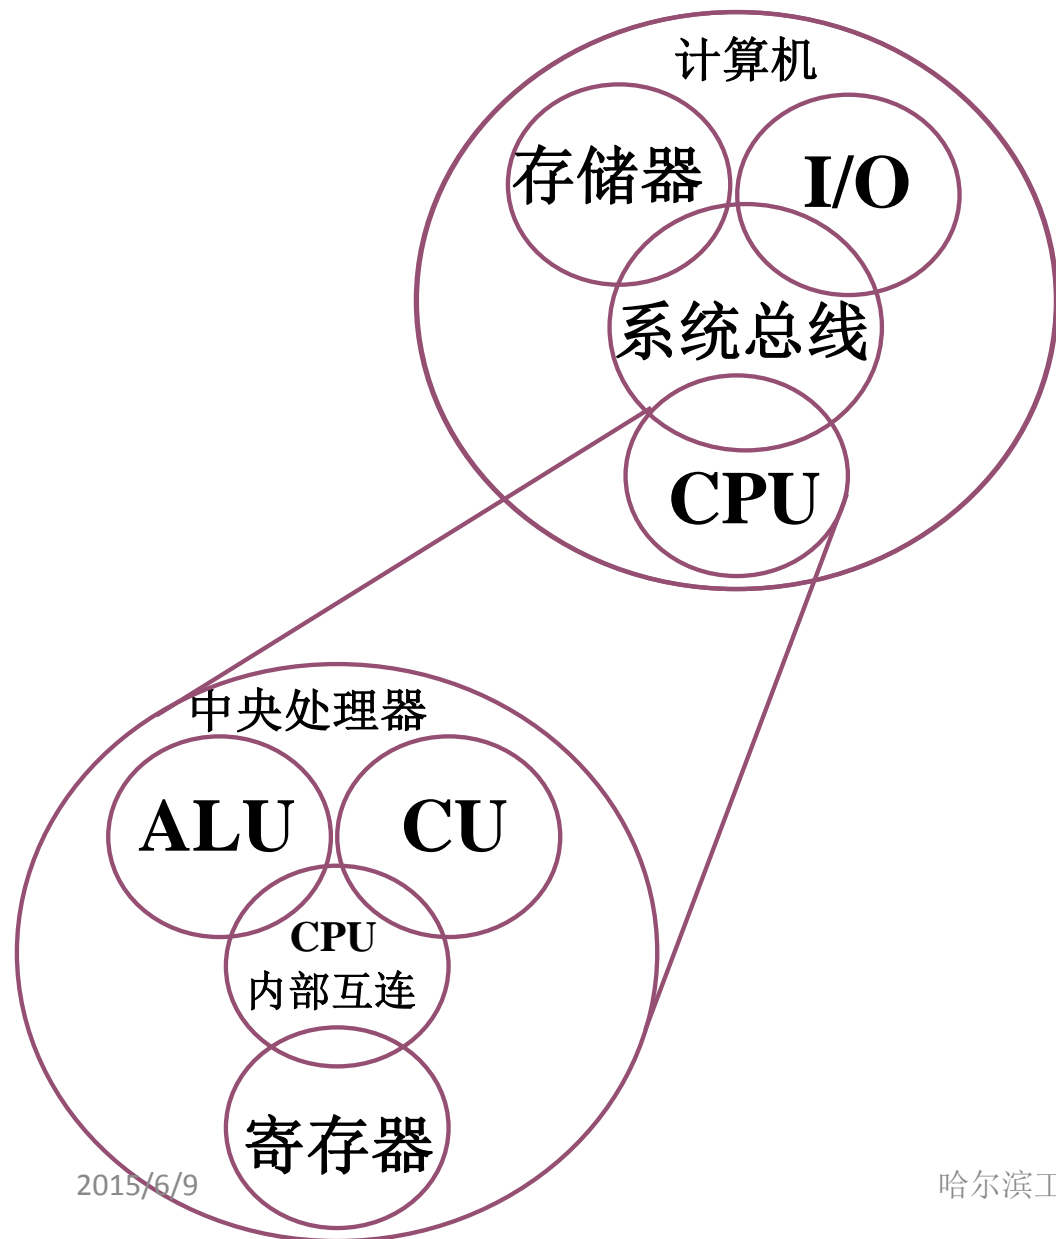 计算机
存储器
I/O
系统总线
CPU
中央处理器
ALU
CU
CPU
内部互连
寄存器
2015/6/9
哈尔滨工